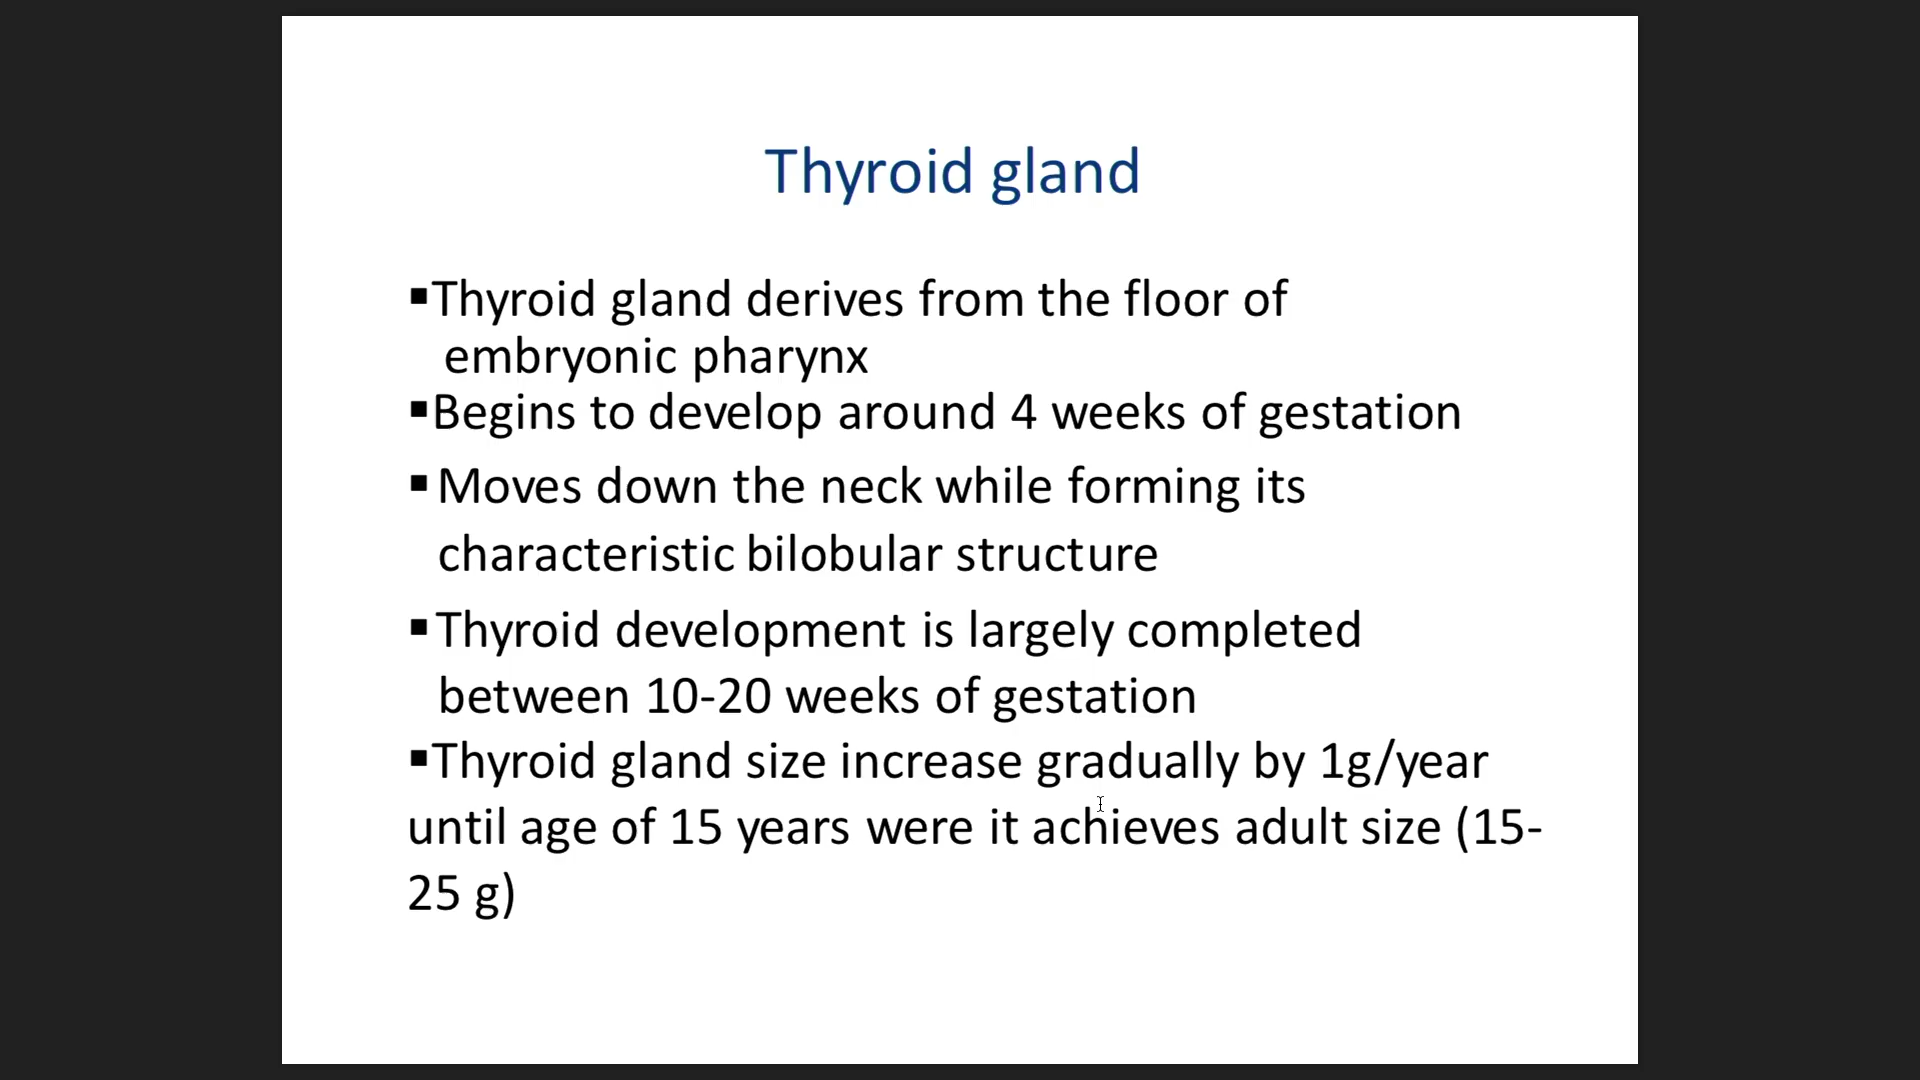 Thyroid gland
▪Thyroid gland derives from the floor of
embryonic pharynx
▪Begins to develop around 4 weeks of gestation
▪Moves down the neck while forming its
characteristic bilobular structure
▪Thyroid development is largely completed
between 10-20 weeks of gestation
▪Thyroid gland size increase gradually by 1g/year
until age of 15 years were it achieves adult size (15-
25 g)